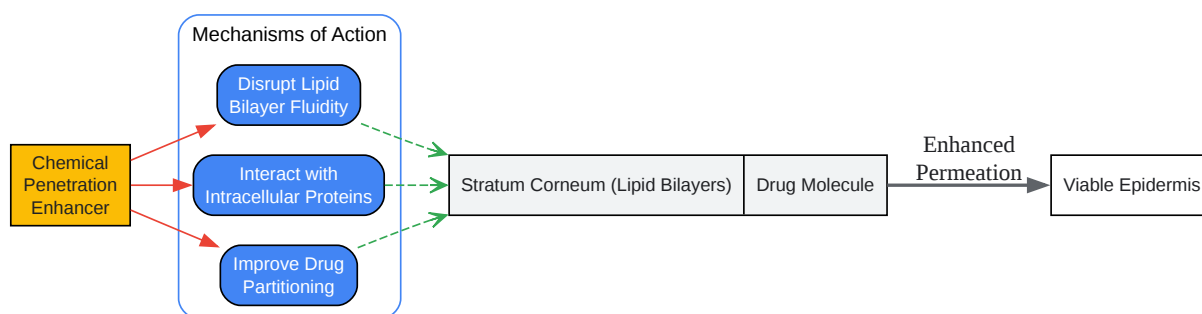 Mechanisms of Action
Disrupt Lipid
Bilayer Fluidity
Chemical
Penetration
Enhancer
Interact with
Intracellular Proteins
Improve Drug
Partitioning
Stratum Corneum (Lipid Bilayers)
Drug Molecule
Enhanced
Permeation
Viable Epidermis